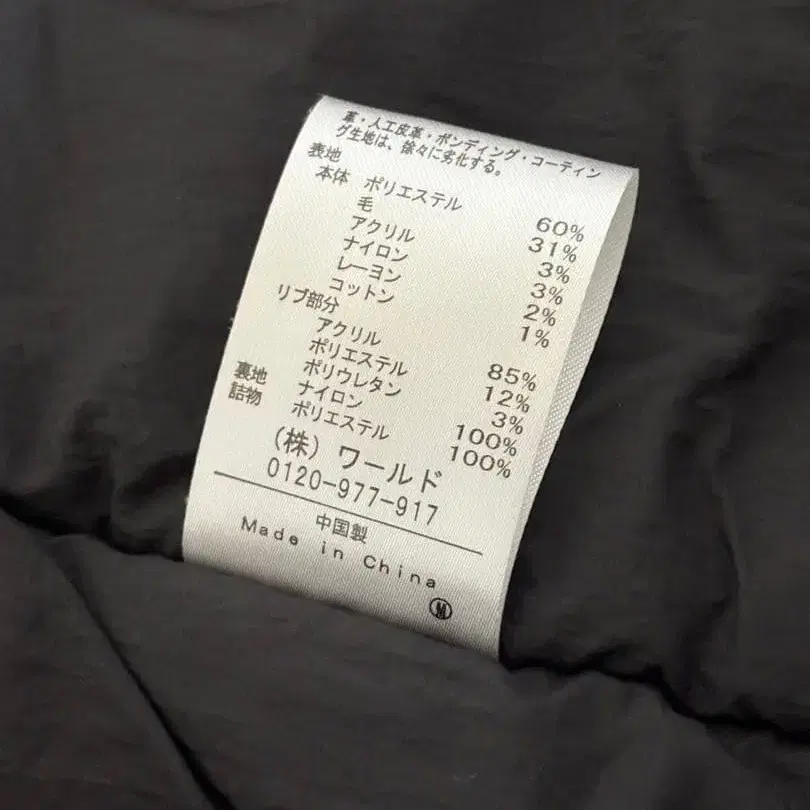 革・人工皮革・ボンディング・コーティン
グ生地は、徐々に劣化する。
表地
本体 ポリエステル 60%
毛 31%
アクリル 3%
ナイロン 3%
レーヨン 2%
コットン 1%
リブ部分
アクリル 85%
ポリエステル 12%
ポリウレタン 3%
裏地 ナイロン 100%
詰物 ポリエステル 100%
(株) ワールド
0120-977-917
中国製
Made in China
M